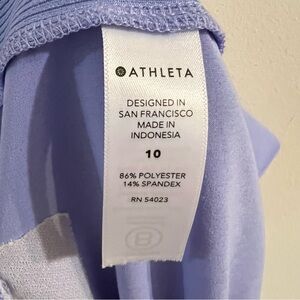 ATHLETA
DESIGNED IN
SAN FRANCISCO
MADE IN
INDONESIA
10
86% POLYESTER
14% SPANDEX
RN 54023
B